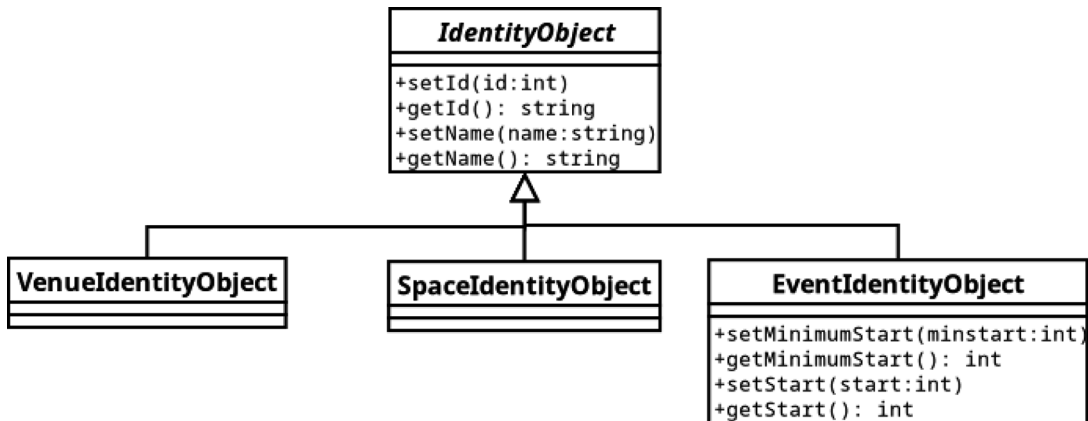 IdentityObject
+setId(id:int)
+getId(): string
+setName(name:string)
+getName(): string
VenueIdentityObject
SpaceIdentityObject
EventIdentityObject
+setMinimumStart(minstart:int)
+getMinimumStart(): int
+setStart(start:int)
+getStart(): int